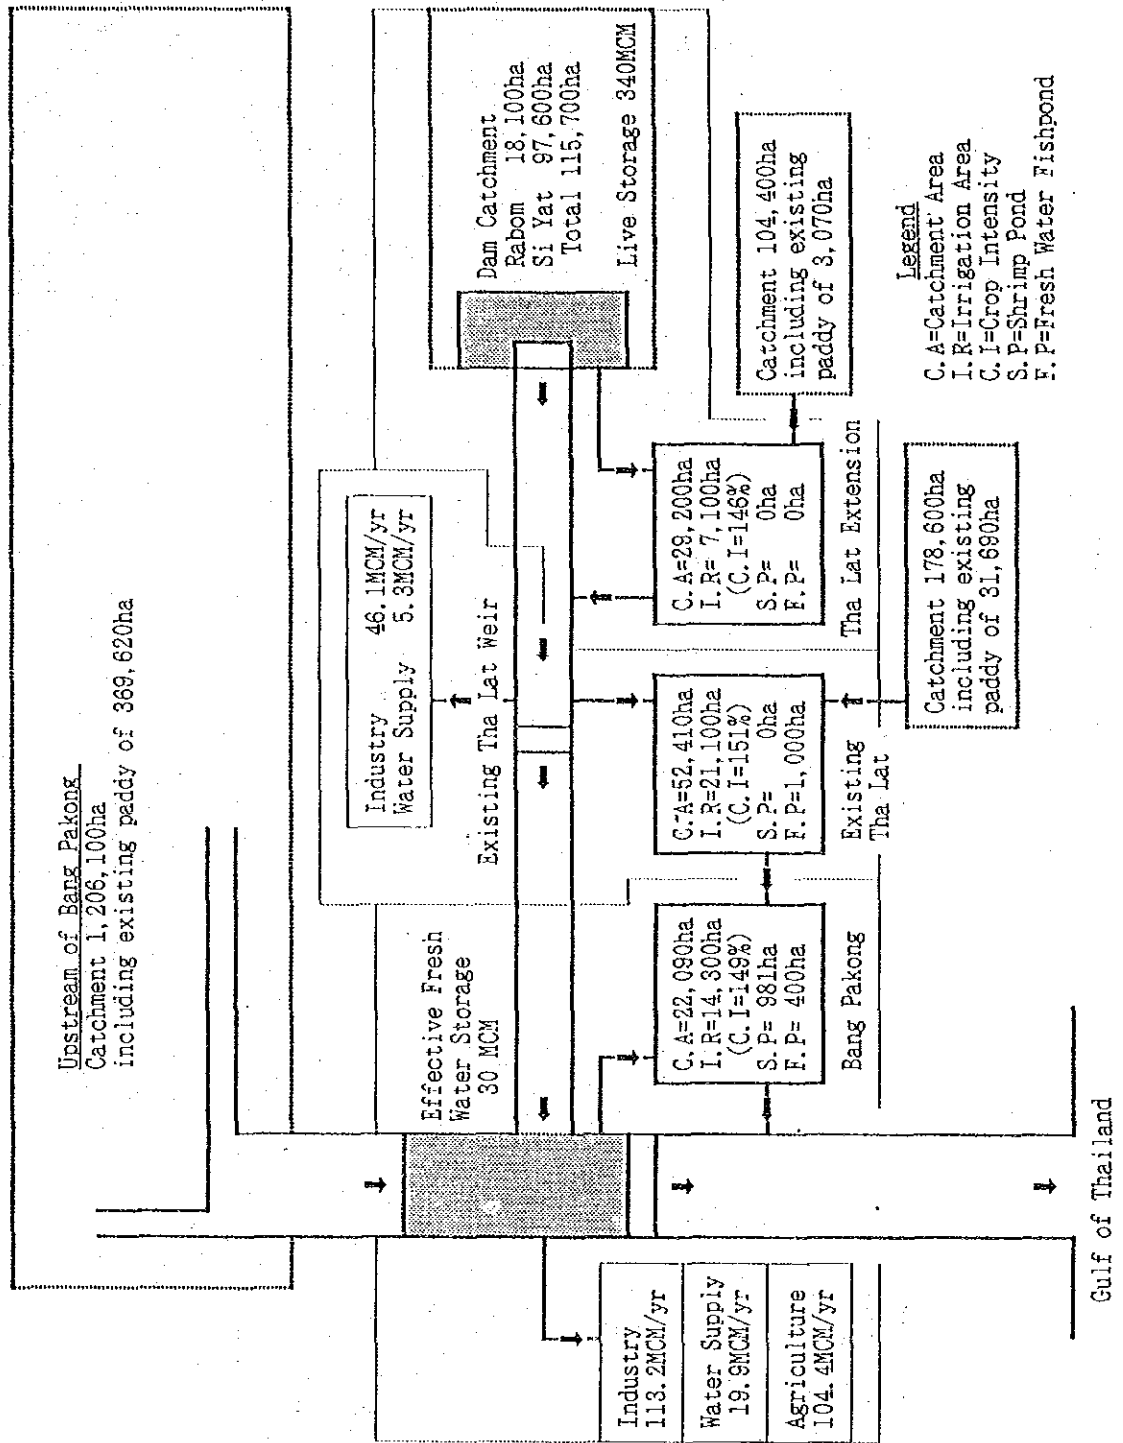 Upstream of Bang Pakong
Catchment 1,206,100ha
including existing paddy of 369,620ha
Dam Catchment
Rabom 18,100ha
Si Yat 97,600ha
Total 115,700ha
Live Storage 340MCM
Industry 46.1MCM/yr
Water Supply 5.3MCM/yr
Existing Tha Lat Weir
Effective Fresh
Water Storage
30 MCM
Industry
113.2MCM/yr
Water Supply
19.9MCM/yr
Agriculture
104.4MCM/yr
C.A=22,090ha
I.R=14,300ha
(C.I=149%)
S.P= 981ha
F.P= 400ha
Bang Pakong
C.A=52,410ha
I.R=21,100ha
(C.I=151%)
S.P= 0ha
F.P=1,000ha
Existing
Tha Lat
C.A=29,200ha
I.R= 7,100ha
(C.I=146%)
S.P= 0ha
F.P= 0ha
Tha Lat Extension
Catchment 104,400ha
including existing
paddy of 3,070ha
Catchment 178,600ha
including existing
paddy of 31,690ha
Legend
C.A=Catchment Area
I.R=Irrigation Area
C.I=Crop Intensity
S.P=Shrimp Pond
F.P=Fresh Water Fishpond
Gulf of Thailand